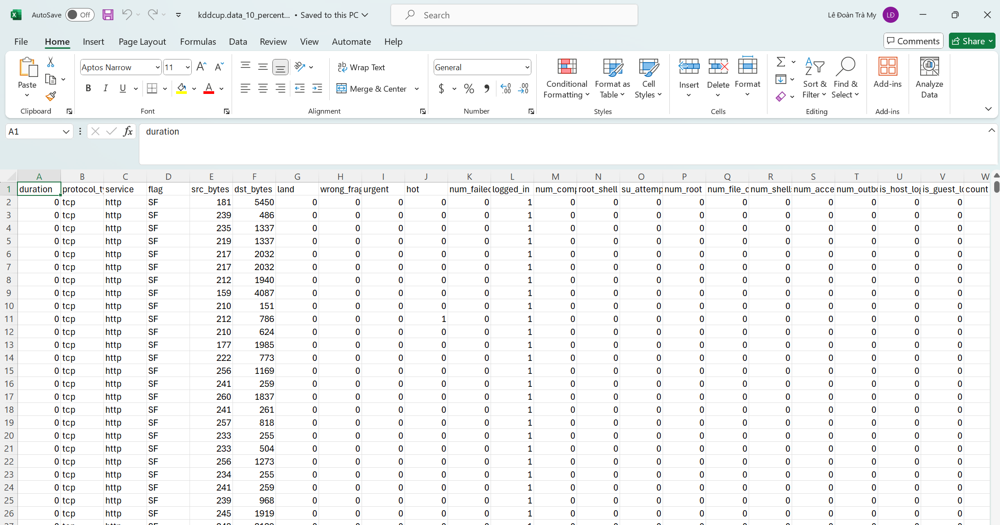 AutoSave Off kddcup.data_10_percent... • Saved to this PC Search Lê Đoàn Trà My LĐ
File Home Insert Page Layout Formulas Data Review View Automate Help Comments Share
Paste Clipboard
Aptos Narrow 11 A A B I U A Font
ab c Wrap Text Merge & Center Alignment
General $ % Number
Conditional Formatting Format as Table Cell Styles Styles
Insert Delete Format Cells
Sort & Filter Find & Select Editing
Add-ins Add-ins
Analyze Data
A1 fx duration
A B C D E F G H I J K L M N O P Q R S T U V W
1 duration protocol_ty service flag src_bytes dst_bytes land wrong_frag urgent hot num_failed logged_in num_comp root_shell su_attemp num_root num_file_c num_shells num_acce num_outbo is_host_log is_guest_lo count
2 0 tcp http SF 181 5450 0 0 0 0 0 1 0 0 0 0 0 0 0 0 0 0
3 0 tcp http SF 239 486 0 0 0 0 0 1 0 0 0 0 0 0 0 0 0 0
4 0 tcp http SF 235 1337 0 0 0 0 0 1 0 0 0 0 0 0 0 0 0 0
5 0 tcp http SF 219 1337 0 0 0 0 0 1 0 0 0 0 0 0 0 0 0 0
6 0 tcp http SF 217 2032 0 0 0 0 0 1 0 0 0 0 0 0 0 0 0 0
7 0 tcp http SF 217 2032 0 0 0 0 0 1 0 0 0 0 0 0 0 0 0 0
8 0 tcp http SF 212 1940 0 0 0 0 0 1 0 0 0 0 0 0 0 0 0 0
9 0 tcp http SF 159 4087 0 0 0 0 0 1 0 0 0 0 0 0 0 0 0 0
10 0 tcp http SF 210 151 0 0 0 0 0 1 0 0 0 0 0 0 0 0 0 0
11 0 tcp http SF 212 786 0 0 0 1 0 1 0 0 0 0 0 0 0 0 0 0
12 0 tcp http SF 210 624 0 0 0 0 0 1 0 0 0 0 0 0 0 0 0 0
13 0 tcp http SF 177 1985 0 0 0 0 0 1 0 0 0 0 0 0 0 0 0 0
14 0 tcp http SF 222 773 0 0 0 0 0 1 0 0 0 0 0 0 0 0 0 0
15 0 tcp http SF 256 1169 0 0 0 0 0 1 0 0 0 0 0 0 0 0 0 0
16 0 tcp http SF 241 259 0 0 0 0 0 1 0 0 0 0 0 0 0 0 0 0
17 0 tcp http SF 260 1837 0 0 0 0 0 1 0 0 0 0 0 0 0 0 0 0
18 0 tcp http SF 241 261 0 0 0 0 0 1 0 0 0 0 0 0 0 0 0 0
19 0 tcp http SF 257 818 0 0 0 0 0 1 0 0 0 0 0 0 0 0 0 0
20 0 tcp http SF 233 255 0 0 0 0 0 1 0 0 0 0 0 0 0 0 0 0
21 0 tcp http SF 233 504 0 0 0 0 0 1 0 0 0 0 0 0 0 0 0 0
22 0 tcp http SF 256 1273 0 0 0 0 0 1 0 0 0 0 0 0 0 0 0 0
23 0 tcp http SF 234 255 0 0 0 0 0 1 0 0 0 0 0 0 0 0 0 0
24 0 tcp http SF 241 259 0 0 0 0 0 1 0 0 0 0 0 0 0 0 0 0
25 0 tcp http SF 239 968 0 0 0 0 0 1 0 0 0 0 0 0 0 0 0 0
26 0 tcp http SF 245 1919 0 0 0 0 0 1 0 0 0 0 0 0 0 0 0 0